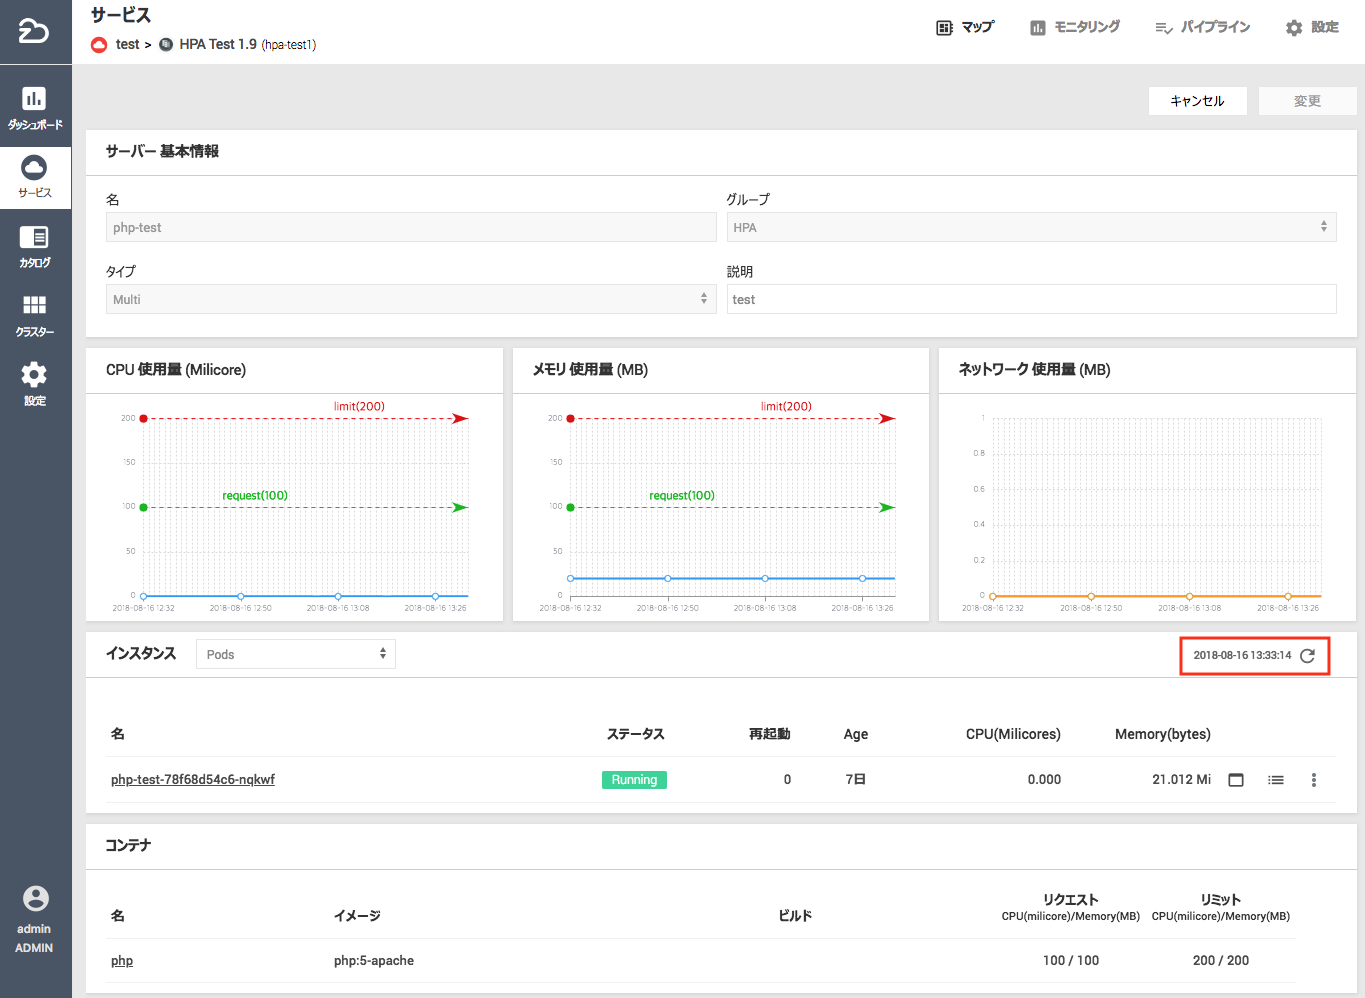 サービス
test > HPA Test 1.9 (hpa-test1)
マップ
モニタリング
パイプライン
設定
ダッシュボード
サービス
カタログ
クラスター
設定
admin
ADMIN
キャンセル
変更
サーバー 基本情報
名
グループ
php-test
HPA
タイプ
説明
Multi
test
CPU 使用量 (Milicore)
limit(200)
200
150
request(100)
100
50
0
2018-08-16 12:32
2018-08-16 12:50
2018-08-16 13:08
2018-08-16 13:26
メモリ 使用量 (MB)
limit(200)
200
150
request(100)
100
50
0
2018-08-16 12:32
2018-08-16 12:50
2018-08-16 13:08
2018-08-16 13:26
ネットワーク 使用量 (MB)
1
0.8
0.6
0.4
0.2
0
2018-08-16 12:32
2018-08-16 12:50
2018-08-16 13:08
2018-08-16 13:26
インスタンス
Pods
2018-08-16 13:33:14
名 ステータス 再起動 Age CPU(Milicores) Memory(bytes)
php-test-78f68d54c6-nqkwf Running 0 7日 0.000 21.012 Mi
コンテナ
名 イメージ ビルド リクエスト リミット
CPU(milicore)/Memory(MB) CPU(milicore)/Memory(MB)
php php:5-apache 100 / 100 200 / 200